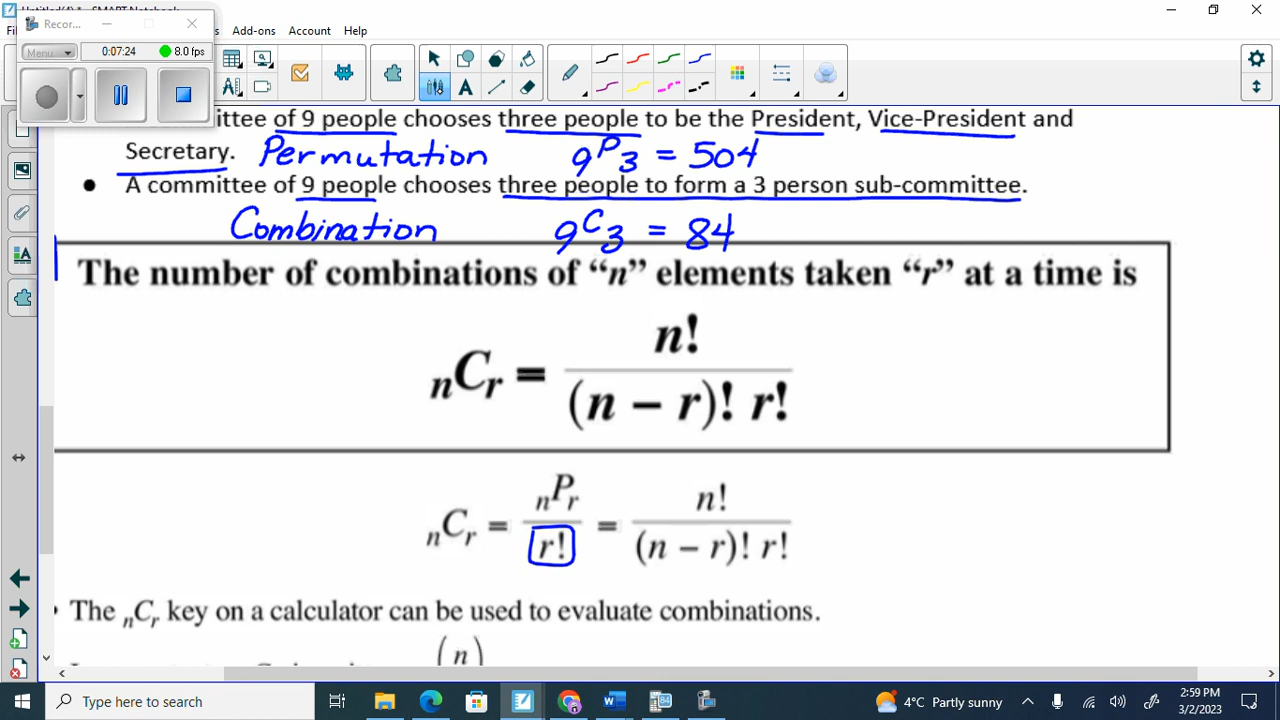 Untitled(4)* - SMART Notebook
Recor...
Add-ons Account Help
Menu
0:07:24 8.0 fps
ittee of 9 people chooses three people to be the President, Vice-President and
Secretary. Permutation 9P3 = 504
● A committee of 9 people chooses three people to form a 3 person sub-committee.
Combination 9C3 = 84
The number of combinations of “n” elements taken “r” at a time is
nCr = n! / (n – r)! r!
nCr = nPr / r! = n! / (n – r)! r!
The nCr key on a calculator can be used to evaluate combinations.
(n)
Type here to search
4°C Partly sunny
2:59 PM
3/2/2023